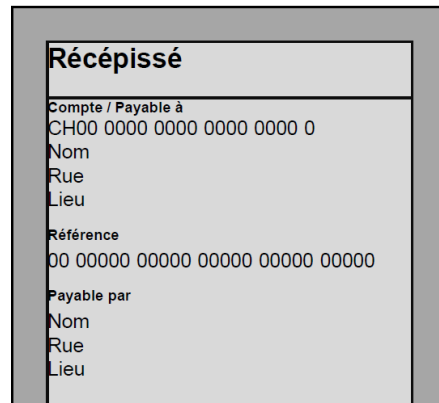 Récépissé
Compte / Payable à
CH00 0000 0000 0000 0000 0
Nom
Rue
Lieu
Référence
00 00000 00000 00000 00000 00000
Payable par
Nom
Rue
Lieu